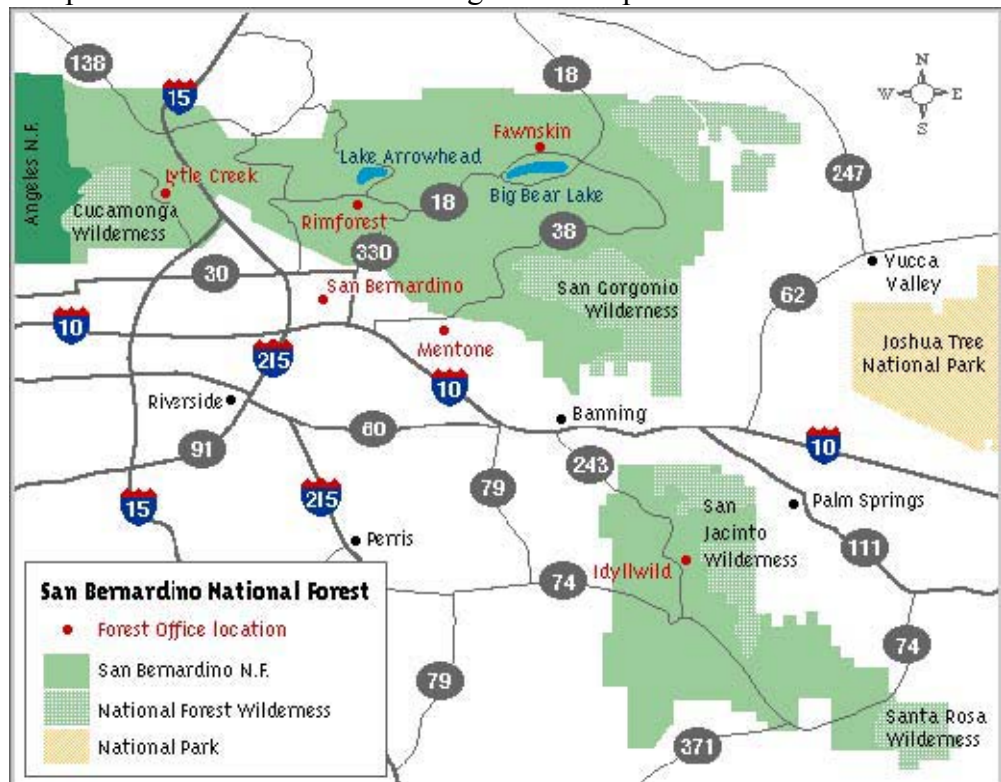 138
15
18
N
W
E
S
Angeles N.F.
Lytle Creek
Cucamonga
Wilderness
Lake Arrowhead
Rimforest
Fawnskin
Big Bear Lake
18
38
247
330
30
San Bernardino
San Gorgonio
Wilderness
62
Yucca
Valley
10
Mentone
Joshua Tree
National Park
215
10
Riverside
Banning
60
91
10
243
79
15
215
San
Jacinto
Wilderness
Palm Springs
Perris
111
Idyllwild
74
74
79
Santa Rosa
Wilderness
371
San Bernardino National Forest
Forest Office location
San Bernardino N.F.
National Forest Wilderness
National Park